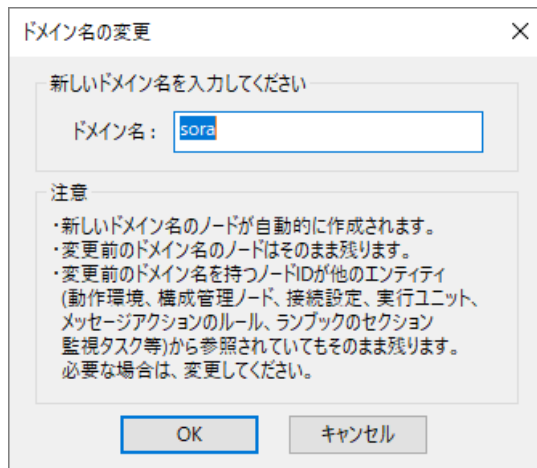 ドメイン名の変更
新しいドメイン名を入力してください
ドメイン名：
sora
注意
・新しいドメイン名のノードが自動的に作成されます。
・変更前のドメイン名のノードはそのまま残ります。
・変更前のドメイン名を持つノードIDが他のエンティティ
(動作環境、構成管理ノード、接続設定、実行ユニット、
メッセージアクションのルール、ランブックのセクション
監視タスク等)から参照されていてもそのまま残ります。
必要な場合は、変更してください。
OK
キャンセル